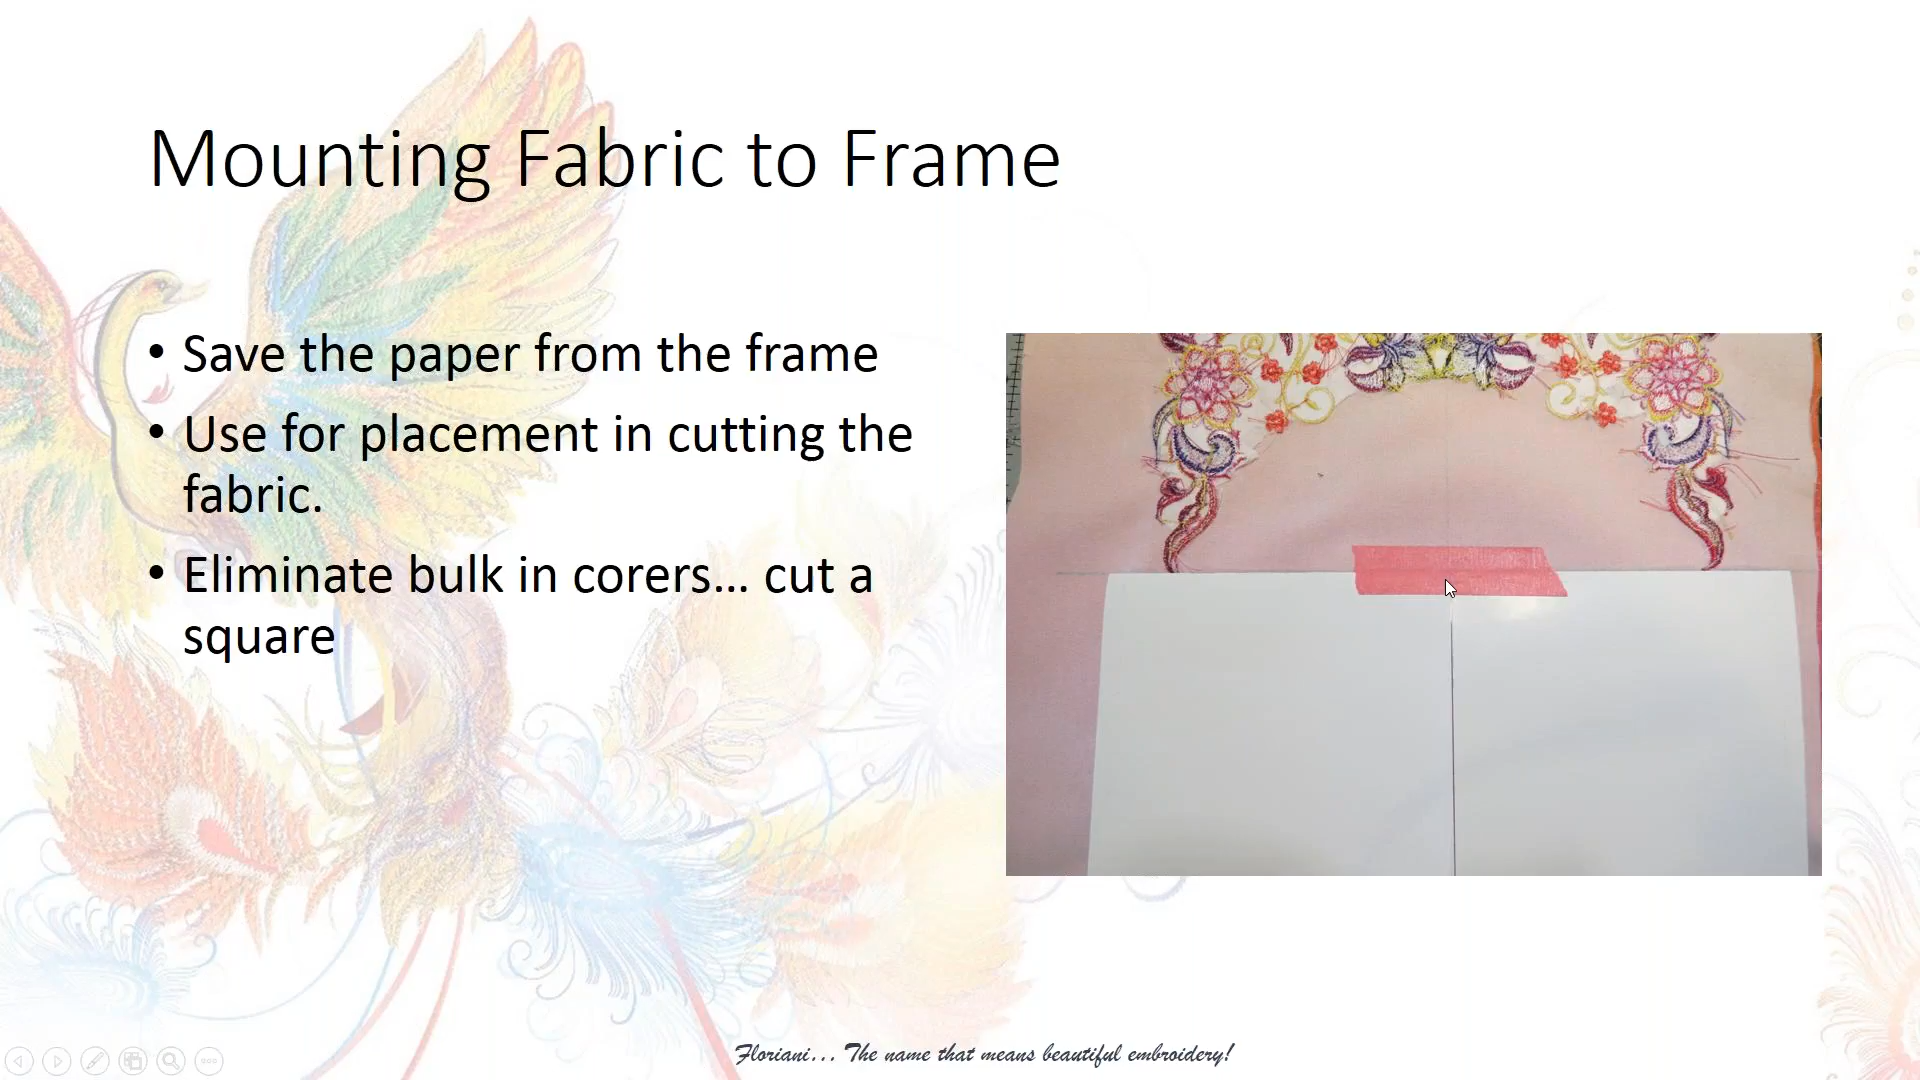 Mounting Fabric to Frame
• Save the paper from the frame
• Use for placement in cutting the
fabric.
• Eliminate bulk in corers... cut a
square
Floriani... The name that means beautiful embroidery!